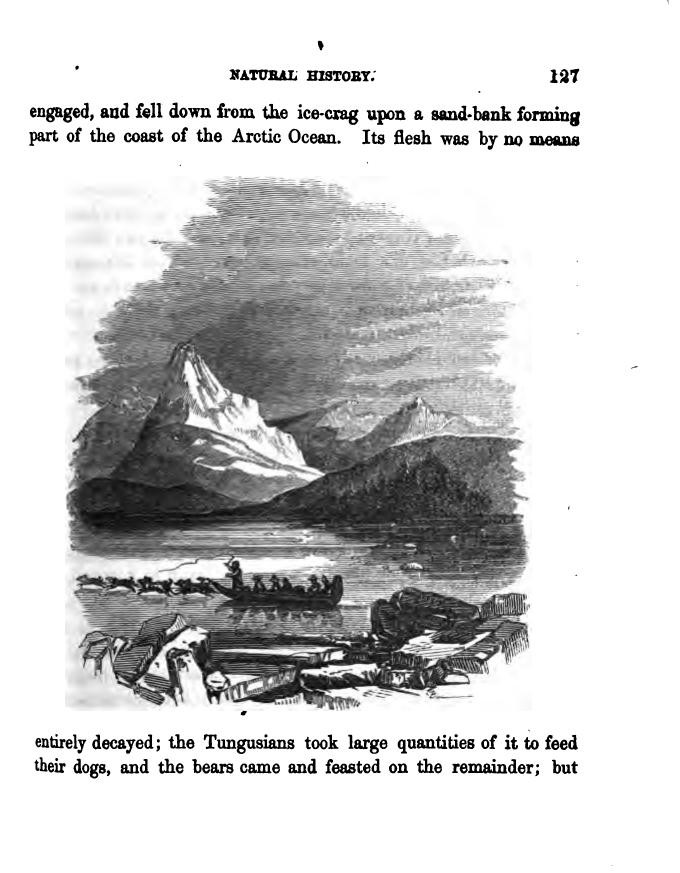 NATURAL HISTORY. 127
engaged, and fell down from the ice-crag upon a sand-bank forming
part of the coast of the Arctic Ocean. Its flesh was by no means
entirely decayed; the Tungusians took large quantities of it to feed
their dogs, and the bears came and feasted on the remainder; but